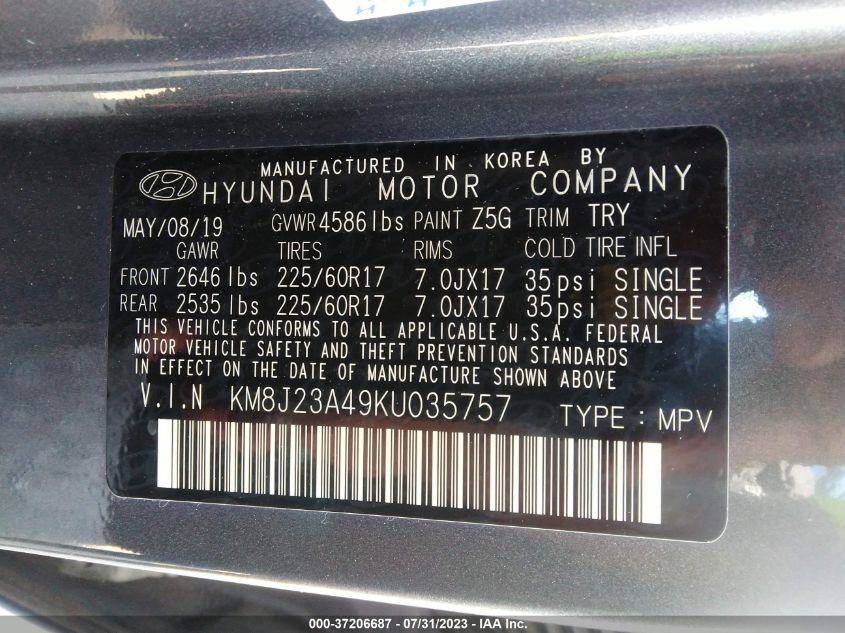 MANUFACTURED IN KOREA BY
HYUNDAI MOTOR COMPANY
MAY/08/19 GVWR 4586 lbs PAINT Z5G TRIM TRY
GAWR TIRES RIMS COLD TIRE INFL
FRONT 2646 lbs 225/60R17 7.0JX17 35psi SINGLE
REAR 2535 lbs 225/60R17 7.0JX17 35psi SINGLE
THIS VEHICLE CONFORMS TO ALL APPLICABLE U.S.A. FEDERAL
MOTOR VEHICLE SAFETY AND THEFT PREVENTION STANDARDS
IN EFFECT ON THE DATE OF MANUFACTURE SHOWN ABOVE
V.I.N KM8J23A49KU035757 TYPE : MPV
000-37206687 - 07/31/2023 - IAA Inc.